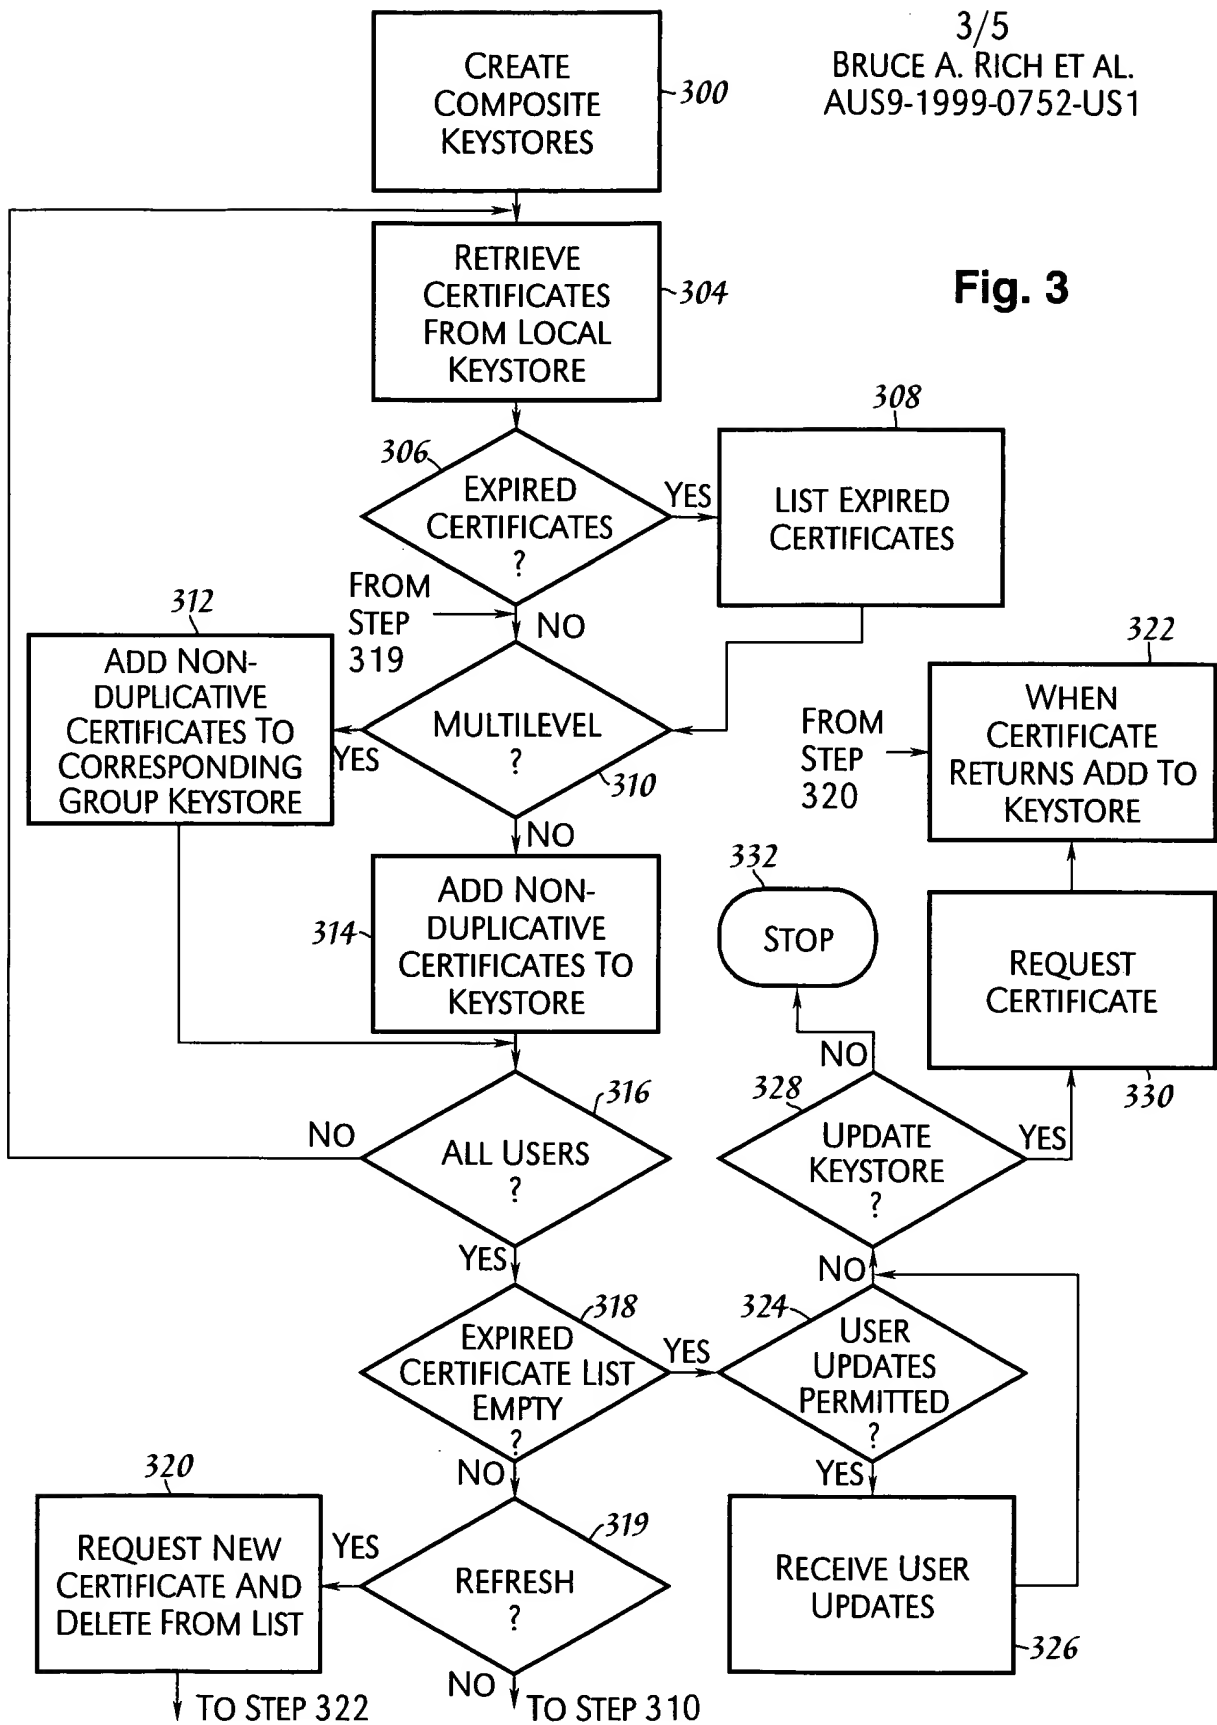 3/5
BRUCE A. RICH ET AL.
AUS9-1999-0752-US1
CREATE
COMPOSITE
KEYSTORES
300
RETRIEVE
CERTIFICATES
FROM LOCAL
KEYSTORE
304
Fig. 3
308
306
EXPIRED
CERTIFICATES
?
YES
LIST EXPIRED
CERTIFICATES
FROM
STEP
319
NO
312
ADD NON-
DUPLICATIVE
CERTIFICATES TO
CORRESPONDING
GROUP KEYSTORE
YES
MULTILEVEL
?
310
NO
322
WHEN
CERTIFICATE
RETURNS ADD TO
KEYSTORE
FROM
STEP
320
314
ADD NON-
DUPLICATIVE
CERTIFICATES TO
KEYSTORE
332
STOP
REQUEST
CERTIFICATE
330
NO
328
UPDATE
KEYSTORE
?
YES
316
NO
ALL USERS
?
YES
NO
318
EXPIRED
CERTIFICATE LIST
EMPTY
?
YES
324
USER
UPDATES
PERMITTED
?
NO
YES
320
REQUEST NEW
CERTIFICATE AND
DELETE FROM LIST
YES
319
REFRESH
?
RECEIVE USER
UPDATES
326
NO
TO STEP 322
TO STEP 310